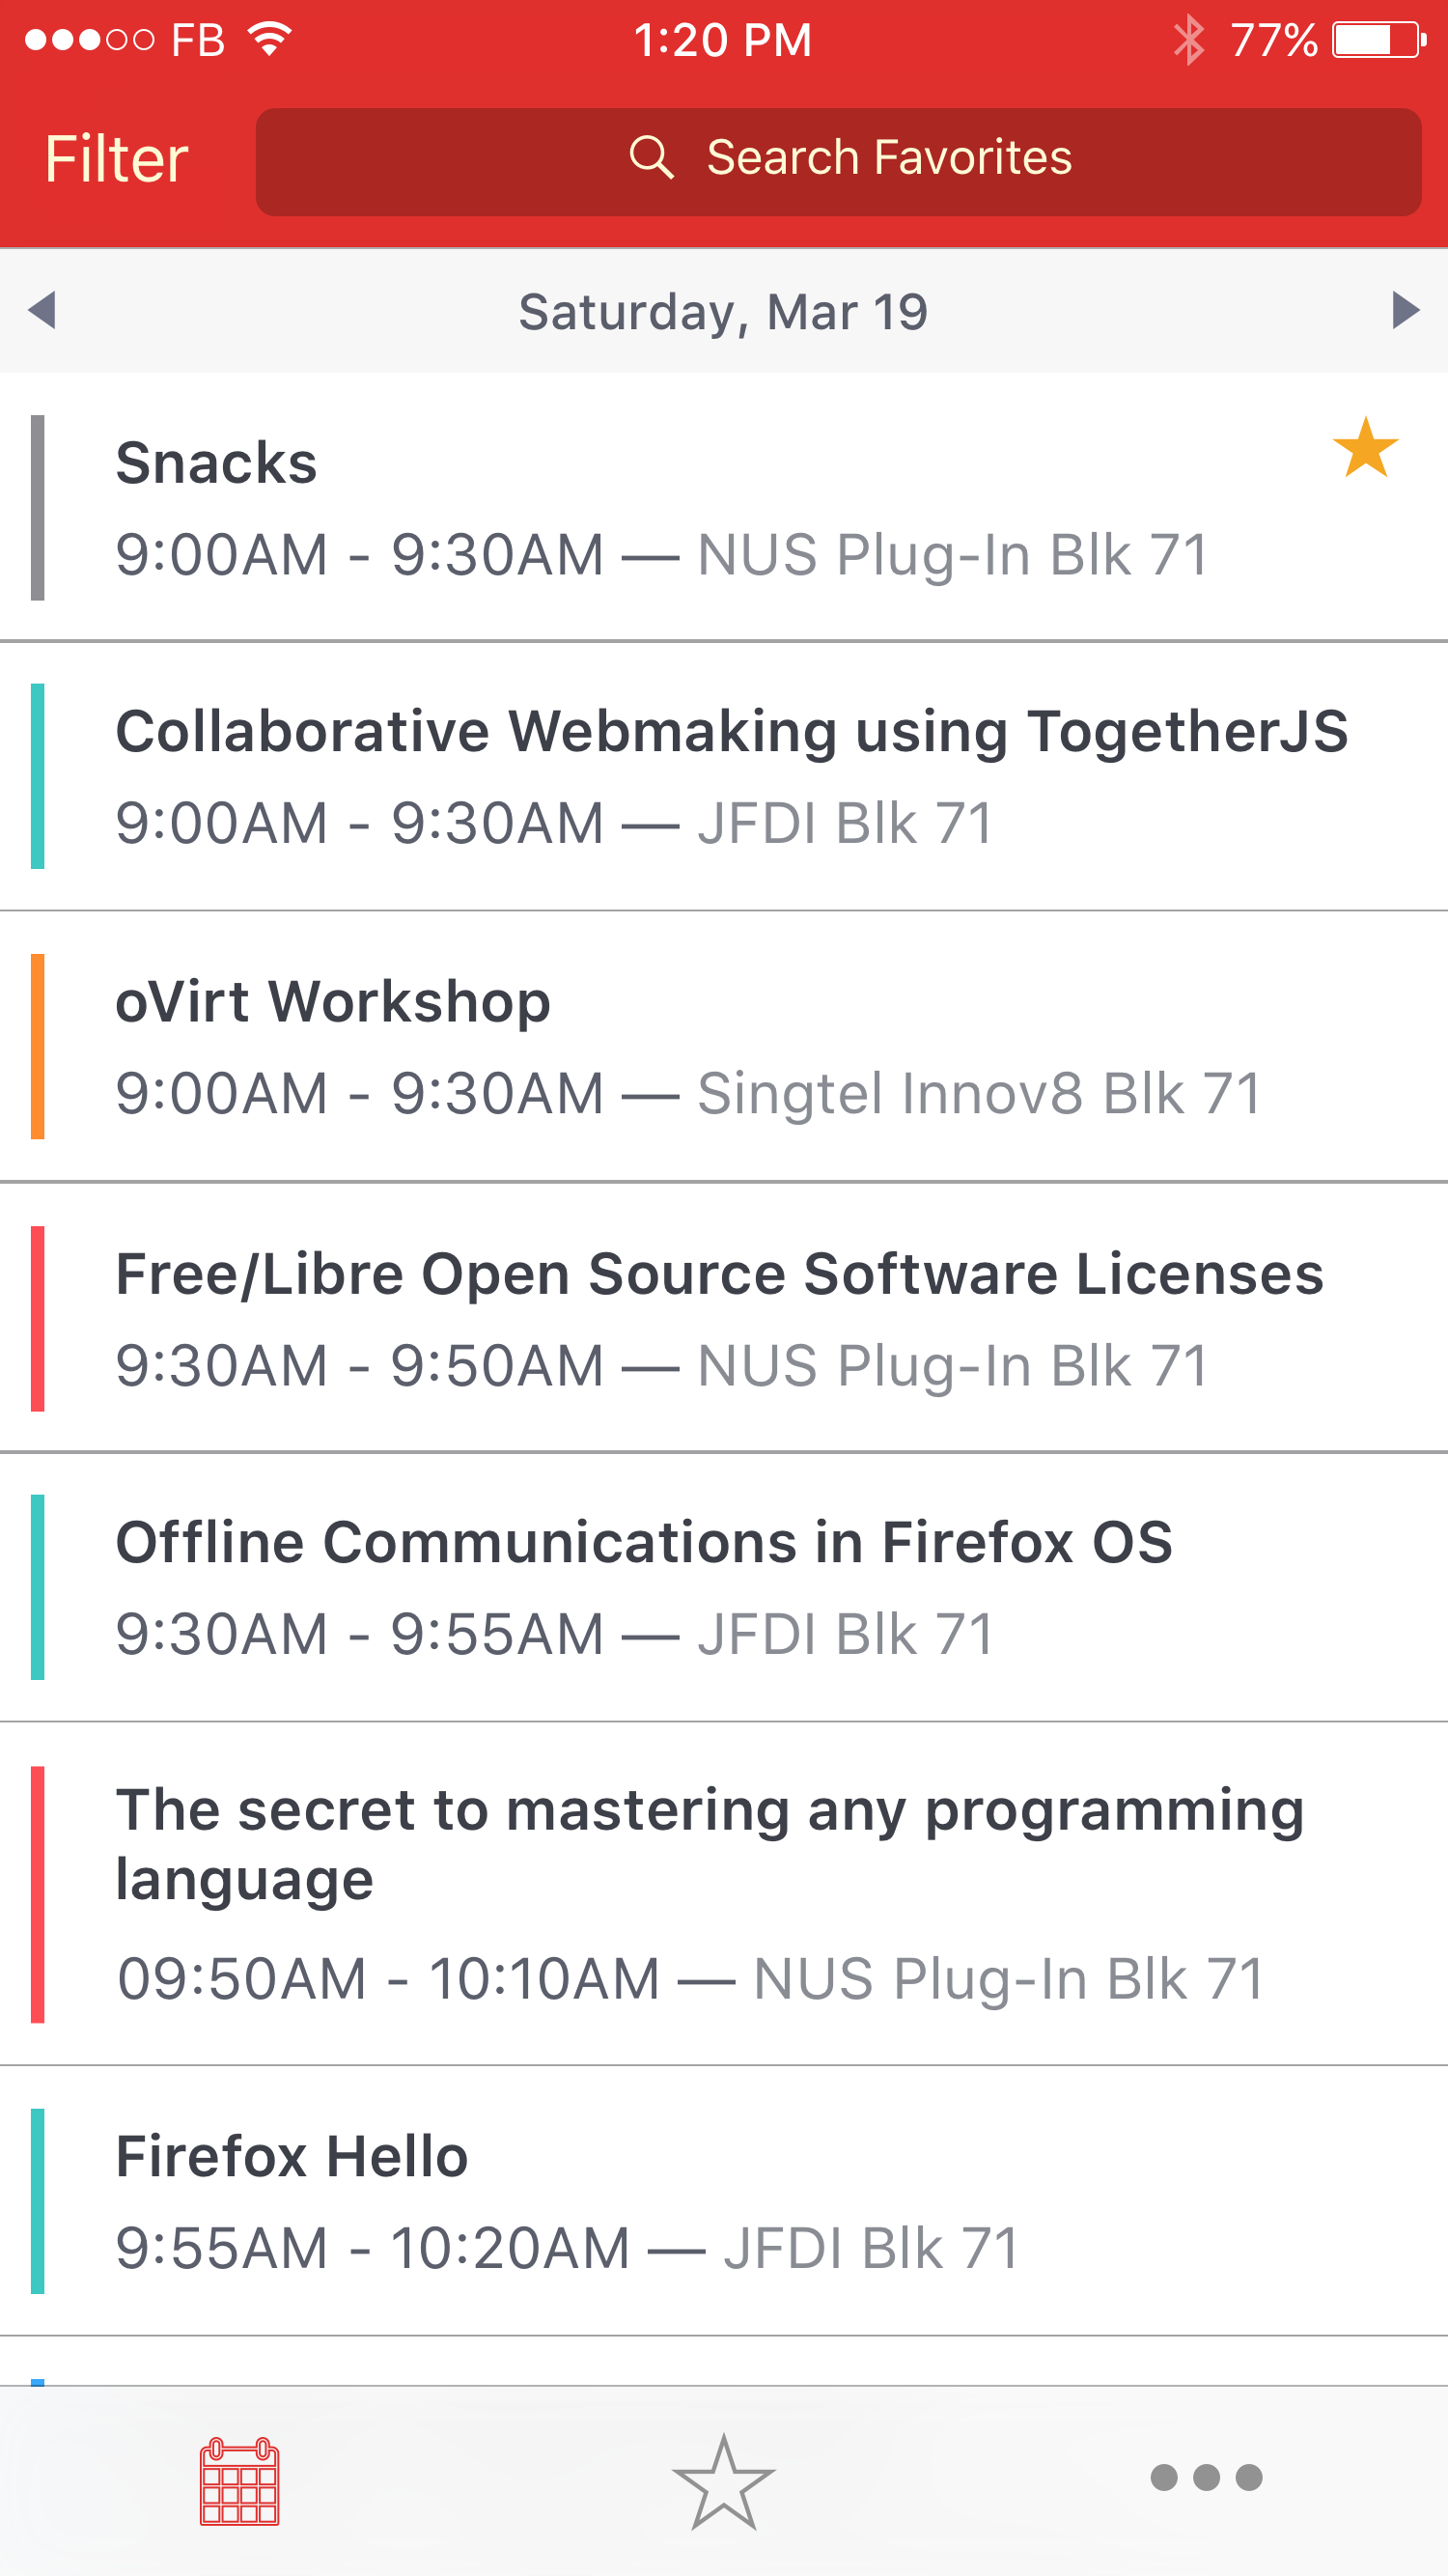 FB 1:20 PM 77%
Filter Search Favorites
Saturday, Mar 19
Snacks
9:00AM - 9:30AM — NUS Plug-In Blk 71
Collaborative Webmaking using TogetherJS
9:00AM - 9:30AM — JFDI Blk 71
oVirt Workshop
9:00AM - 9:30AM — Singtel Innov8 Blk 71
Free/Libre Open Source Software Licenses
9:30AM - 9:50AM — NUS Plug-In Blk 71
Offline Communications in Firefox OS
9:30AM - 9:55AM — JFDI Blk 71
The secret to mastering any programming
language
09:50AM - 10:10AM — NUS Plug-In Blk 71
Firefox Hello
9:55AM - 10:20AM — JFDI Blk 71